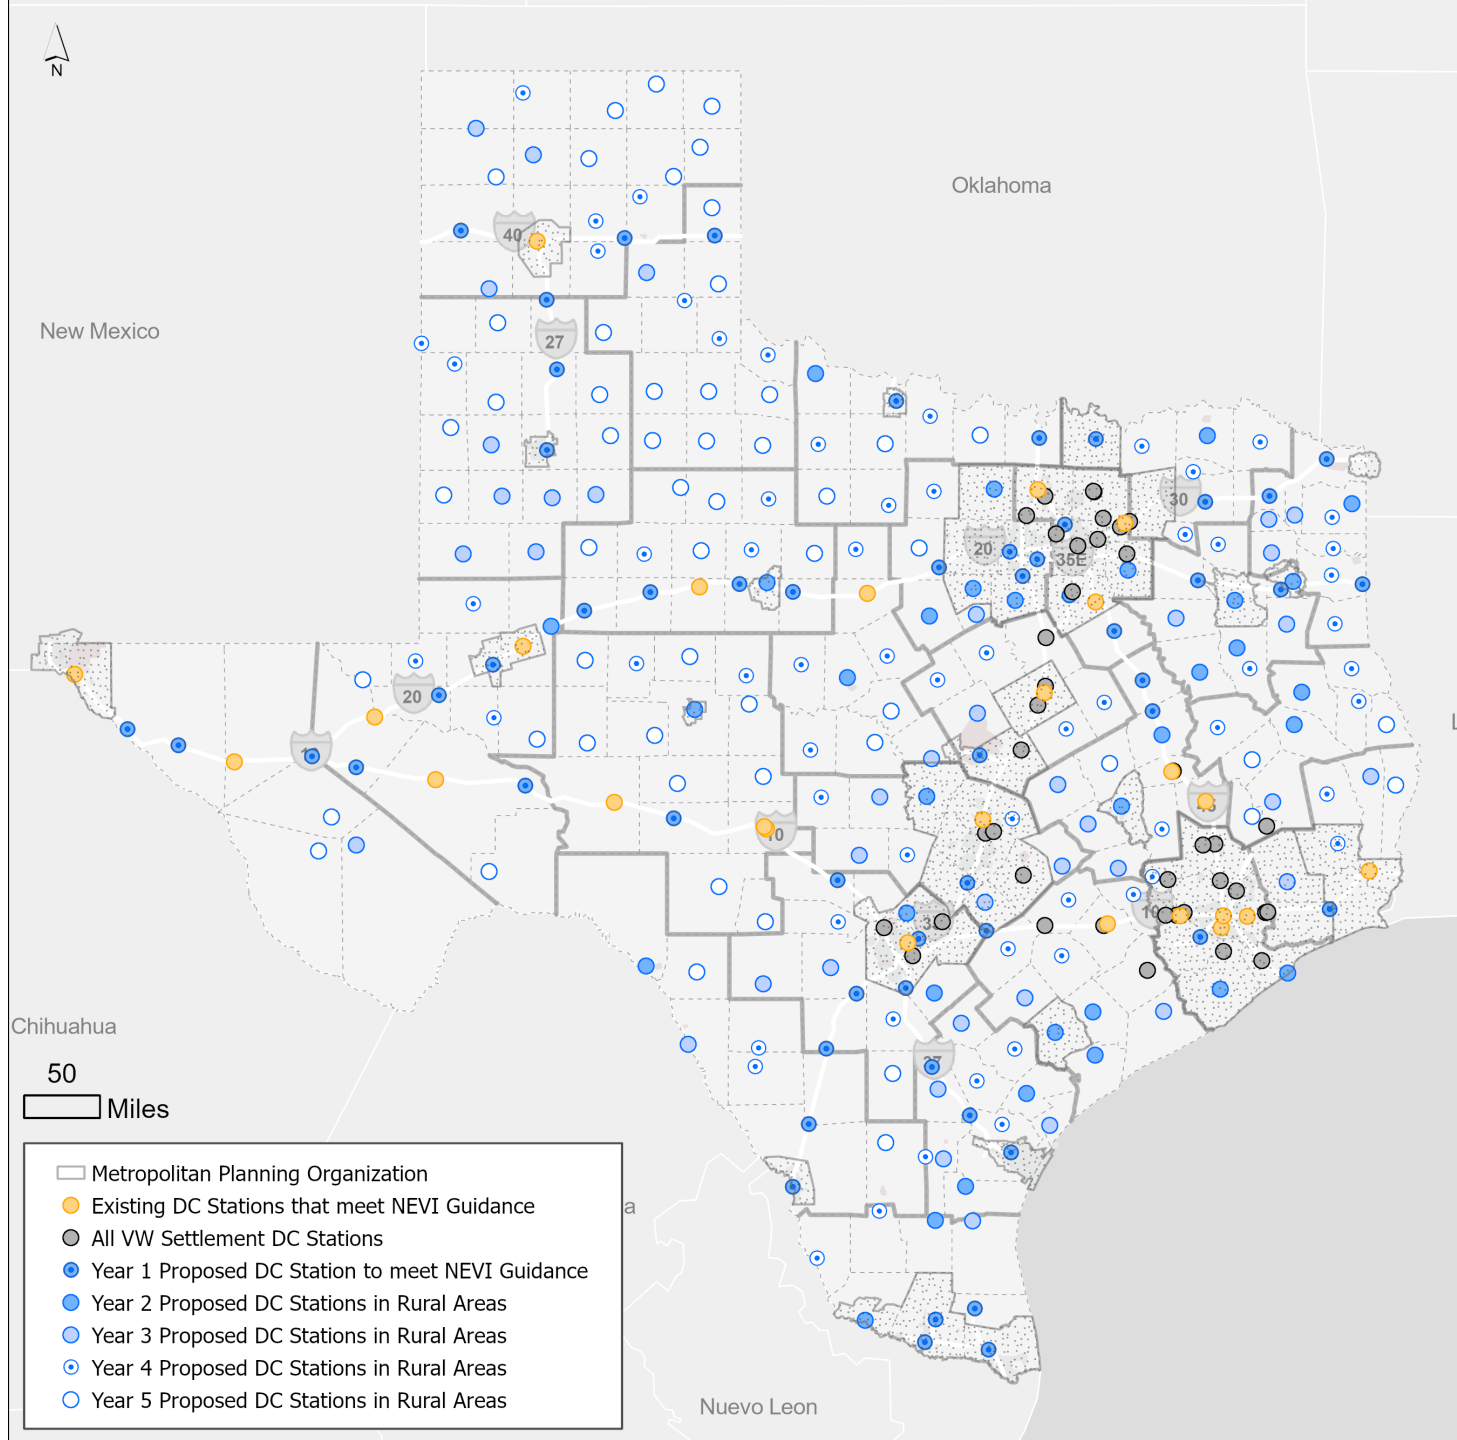 N
Oklahoma
40
New Mexico
27
30
20
35E
20
10
10
Chihuahua
37
50
Miles
Metropolitan Planning Organization
Existing DC Stations that meet NEVI Guidance
All VW Settlement DC Stations
Year 1 Proposed DC Station to meet NEVI Guidance
Year 2 Proposed DC Stations in Rural Areas
Year 3 Proposed DC Stations in Rural Areas
Year 4 Proposed DC Stations in Rural Areas
Year 5 Proposed DC Stations in Rural Areas
a
L
Nuevo Leon